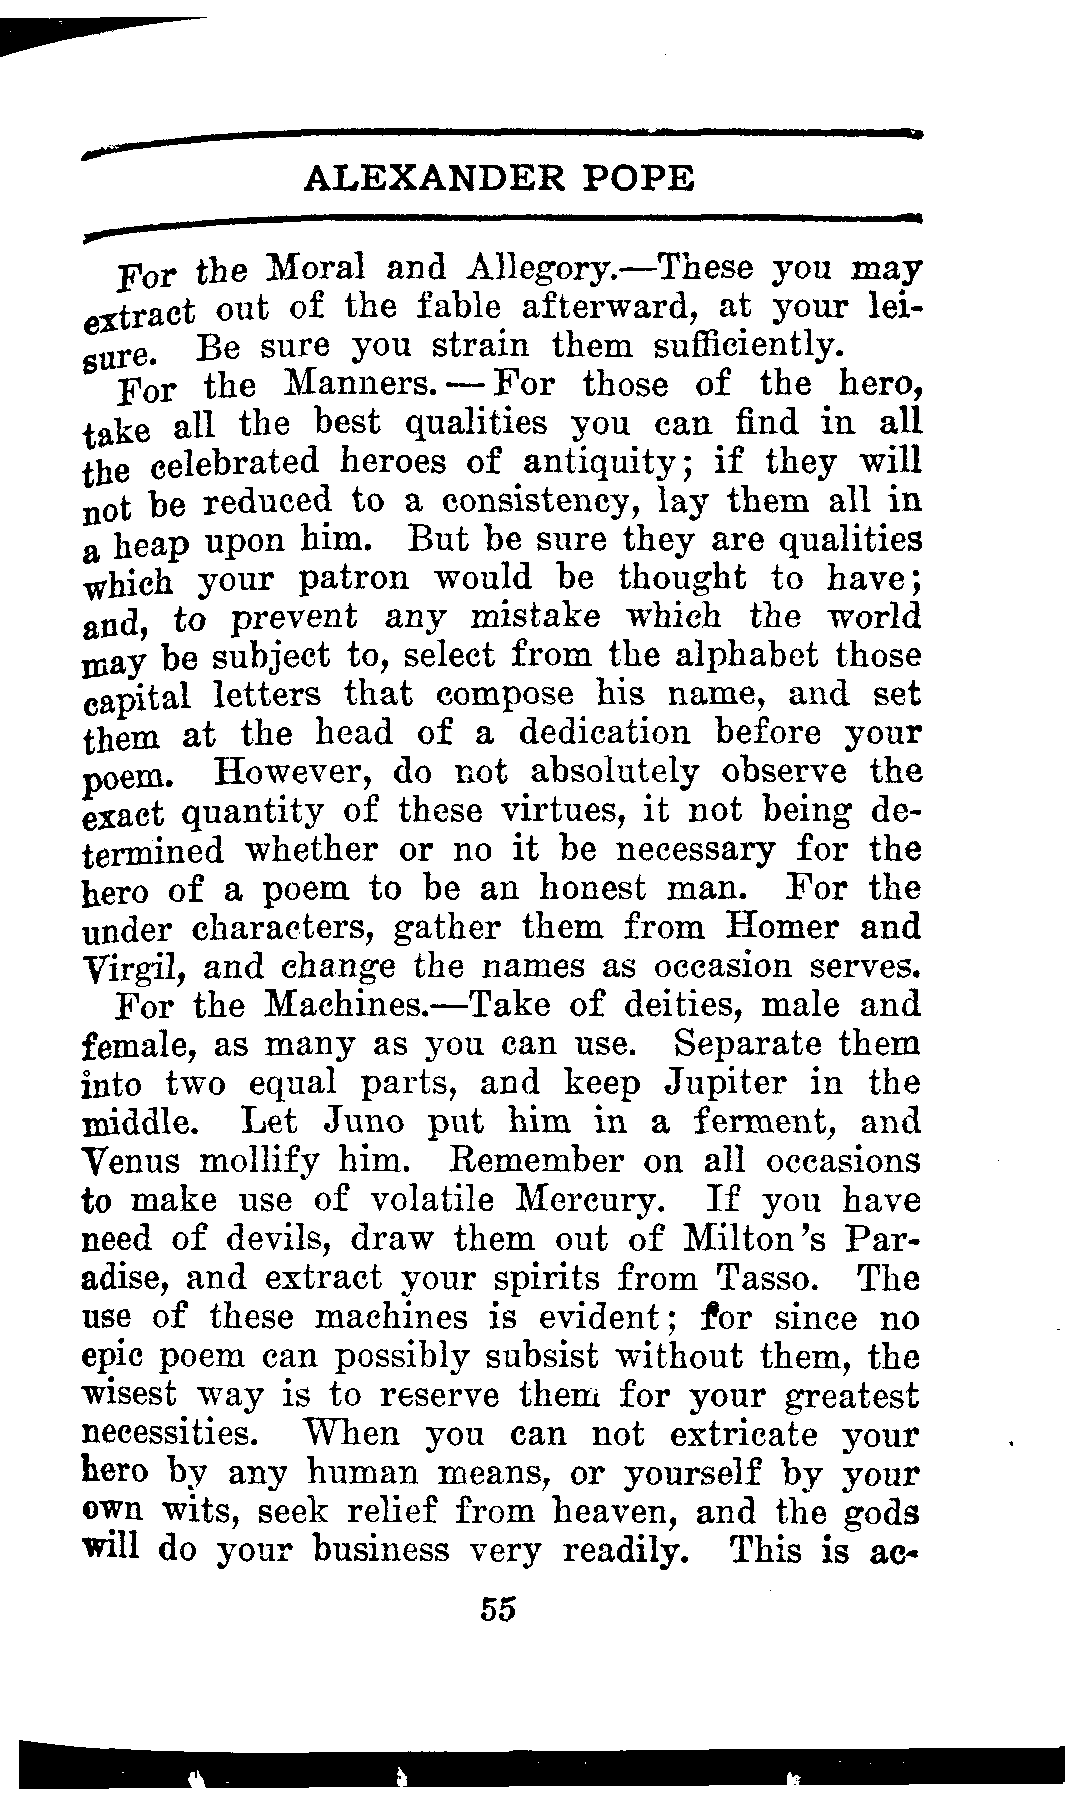 ALEXANDER POPE
For the Moral and Allegory.—These you may
extract out of the fable afterward, at your lei-
sure. Be sure you strain them sufficiently.
For the Manners.—For those of the hero,
take all the best qualities you can find in all
the celebrated heroes of antiquity; if they will
not be reduced to a consistency, lay them all in
a heap upon him. But be sure they are qualities
which your patron would be thought to have;
and, to prevent any mistake which the world
may be subject to, select from the alphabet those
capital letters that compose his name, and set
them at the head of a dedication before your
poem. However, do not absolutely observe the
exact quantity of these virtues, it not being de-
termined whether or no it be necessary for the
hero of a poem to be an honest man. For the
under characters, gather them from Homer and
Virgil, and change the names as occasion serves.
For the Machines.—Take of deities, male and
female, as many as you can use. Separate them
into two equal parts, and keep Jupiter in the
middle. Let Juno put him in a ferment, and
Venus mollify him. Remember on all occasions
to make use of volatile Mercury. If you have
need of devils, draw them out of Milton's Par-
adise, and extract your spirits from Tasso. The
use of these machines is evident; for since no
epic poem can possibly subsist without them, the
wisest way is to reserve them for your greatest
necessities. When you can not extricate your
hero by any human means, or yourself by your
own wits, seek relief from heaven, and the gods
will do your business very readily. This is ac-
55